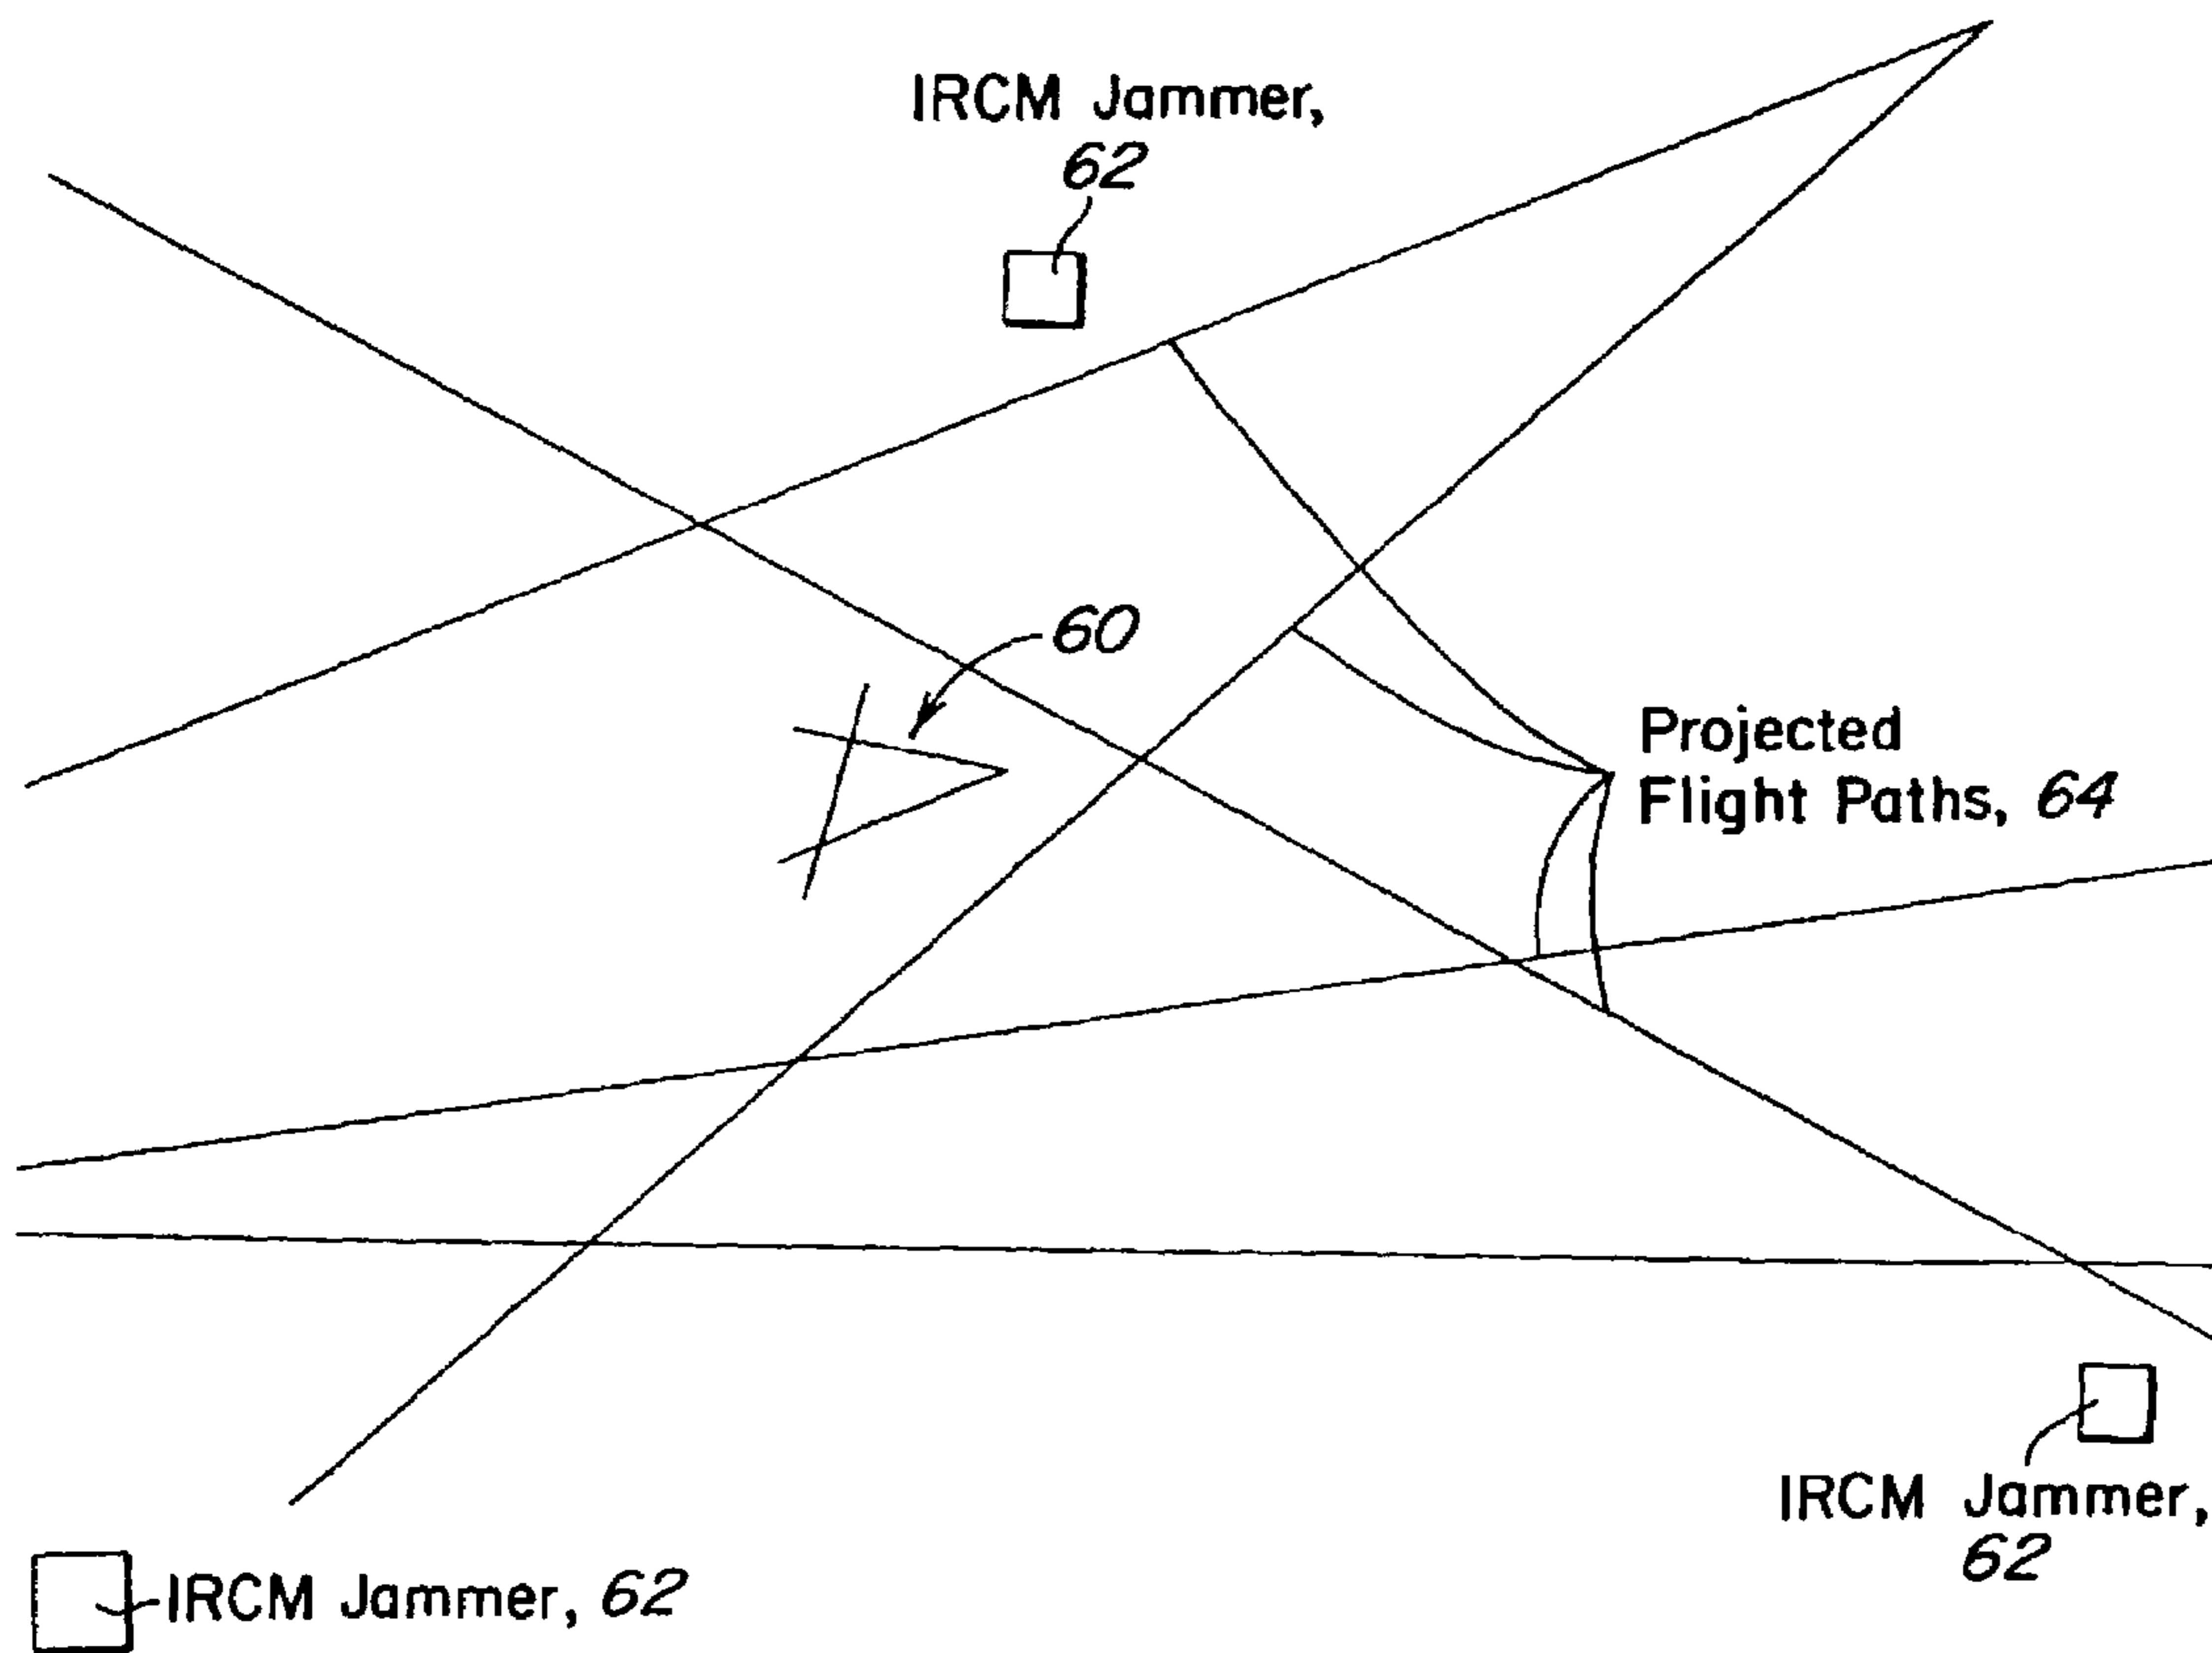 IRCM Jammer,
62
60
Projected
Flight Paths, 64
IRCM Jammer,
62
IRCM Jammer, 62